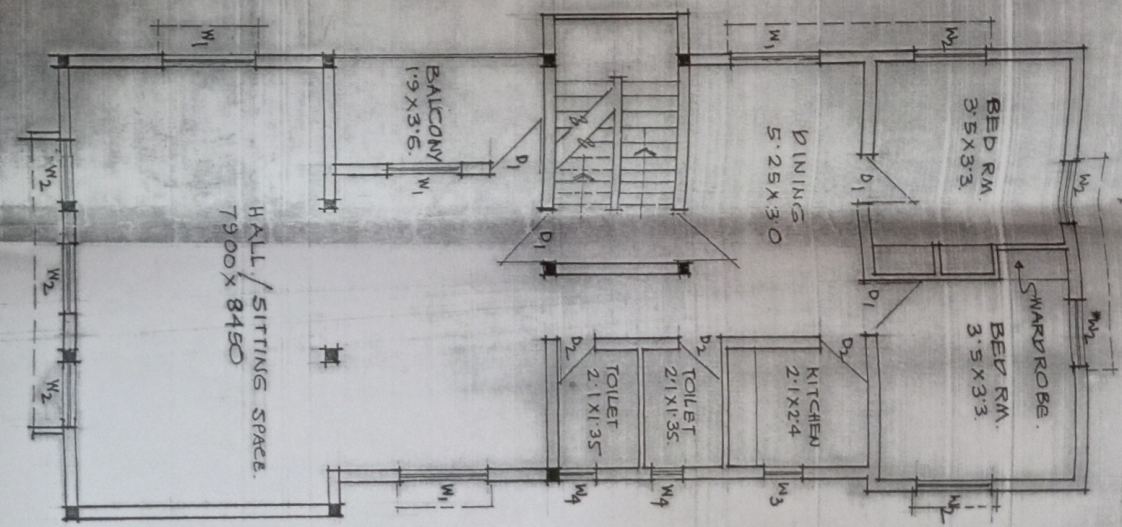 W1
W1
W2
BALCONY
1.9 X 3.6.
D1
W1
DINING
5.25 X 3.0
BED RM.
3.5 X 3.3.
D1
W2
W2
W2
W2
HALL / SITTING SPACE.
7900 X 8450
D1
D1
WARDROBE.
BED RM.
3.5 X 3.3.
W2
D2
TOILET
2.1 X 1.35
D2
TOILET
2.1 X 1.35.
D2
KITCHEN
2.1 X 2.4
W1
W4
W4
W3
W2